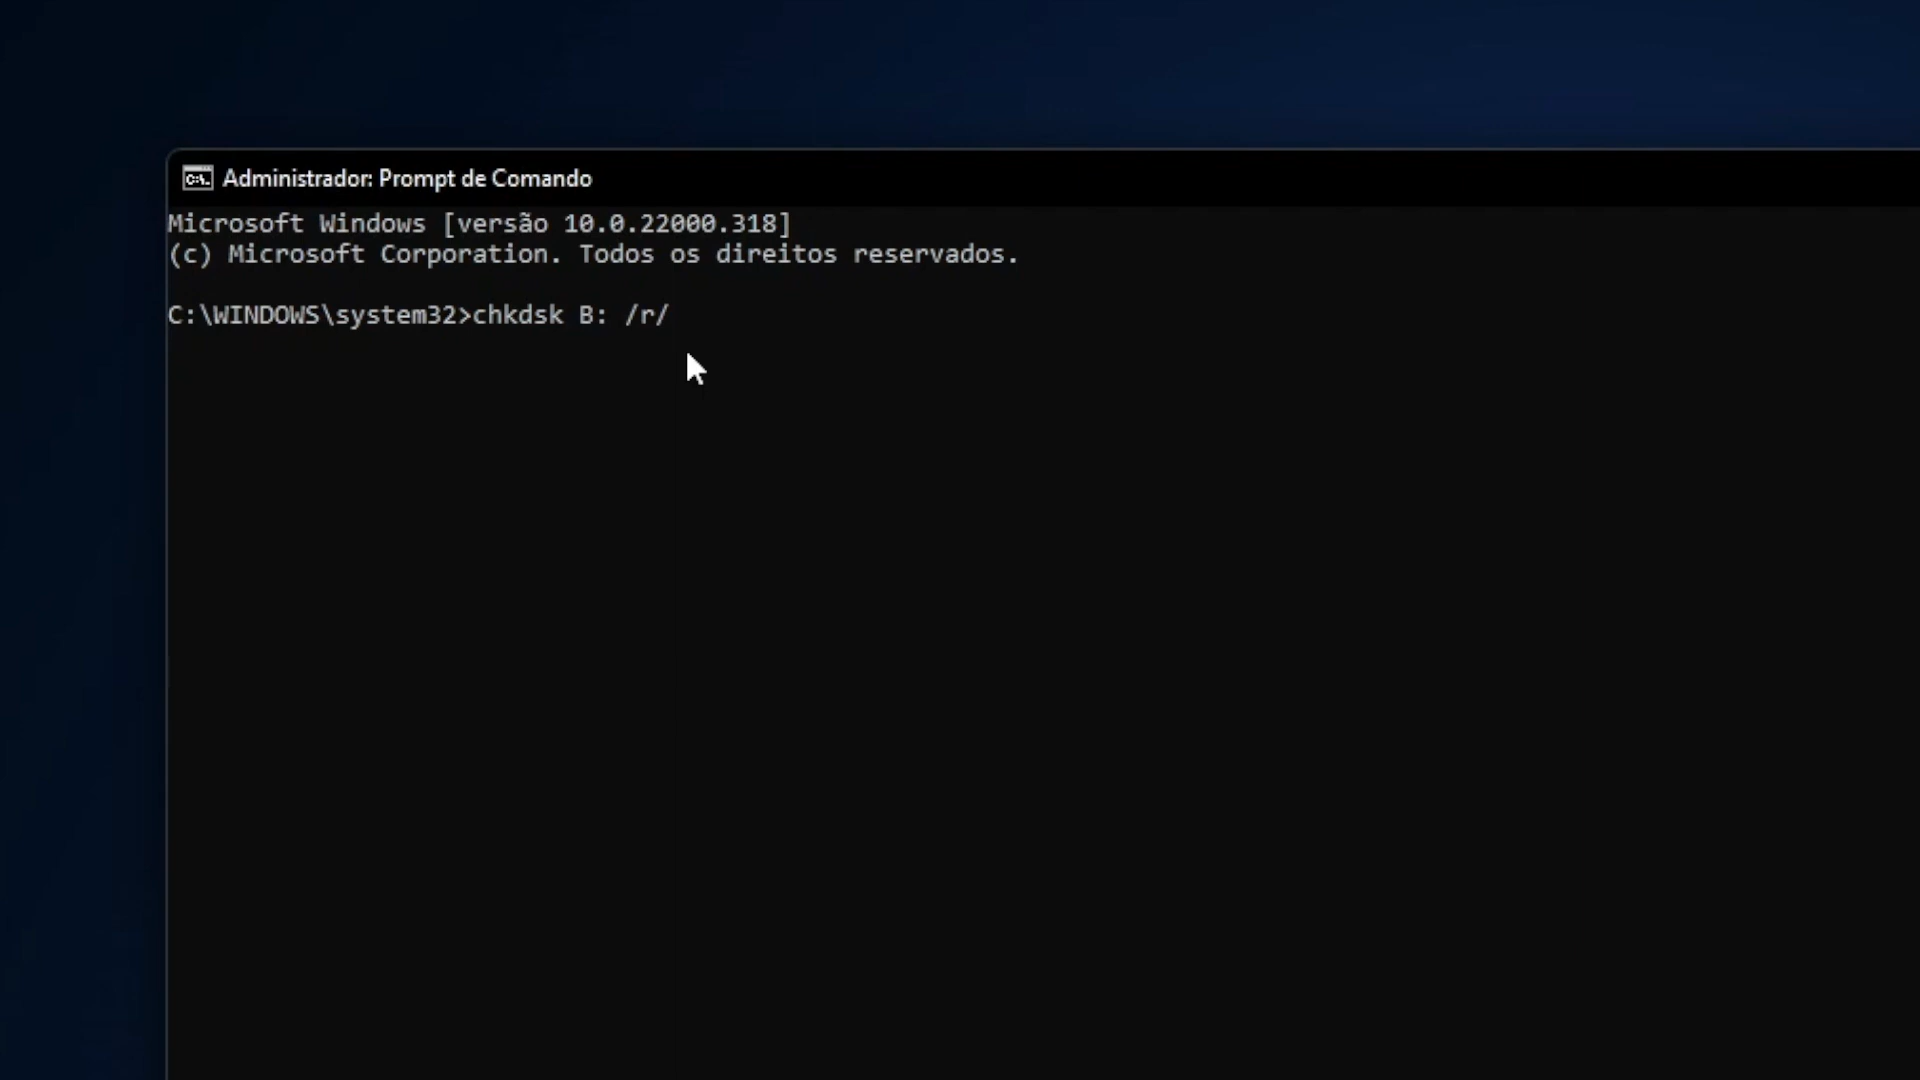 Administrador: Prompt de Comando
Microsoft Windows [versão 10.0.22000.318]
(c) Microsoft Corporation. Todos os direitos reservados.
C:\WINDOWS\system32>chkdsk B: /r/